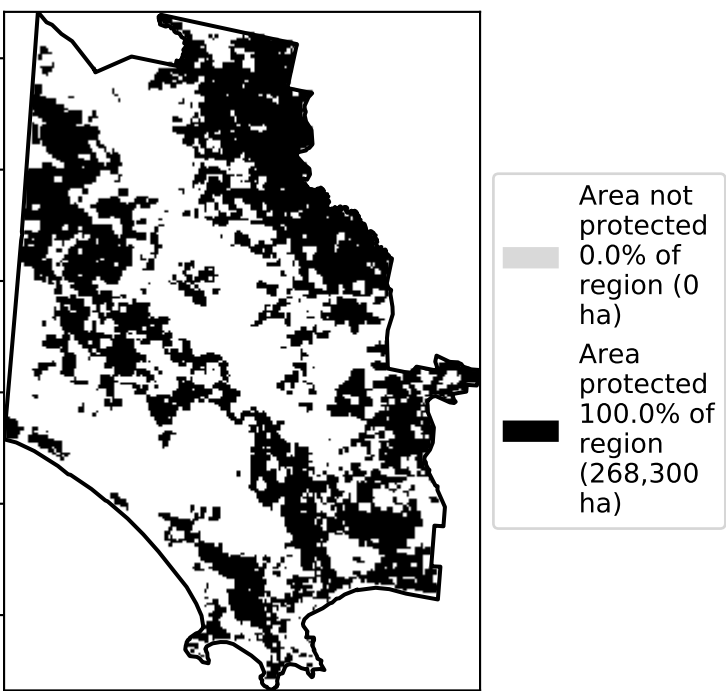 Area not
protected
0.0% of
region (0
ha)
Area
protected
100.0% of
region
(268,300
ha)